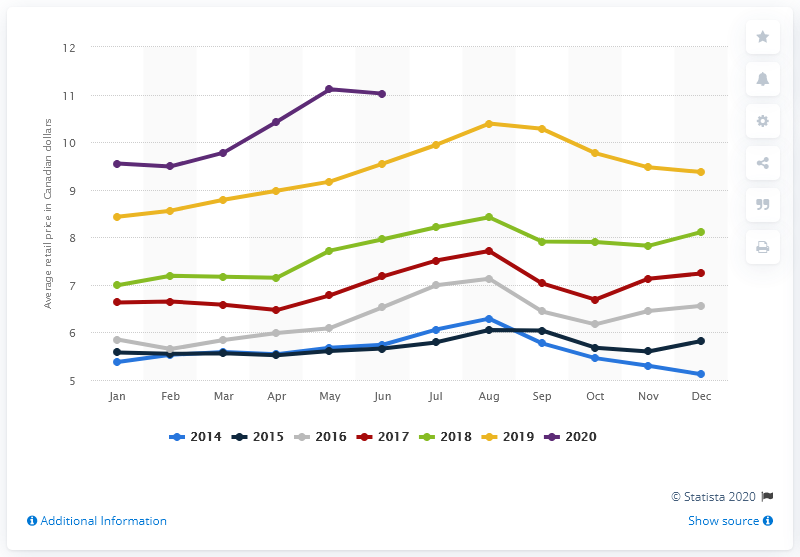 12
11
10
9
8
7
6
5
Average retail price in Canadian dollars
Jan Feb Mar Apr May Jun Jul Aug Sep Oct Nov Dec
2014 2015 2016 2017 2018 2019 2020
© Statista 2020
Additional Information Show source